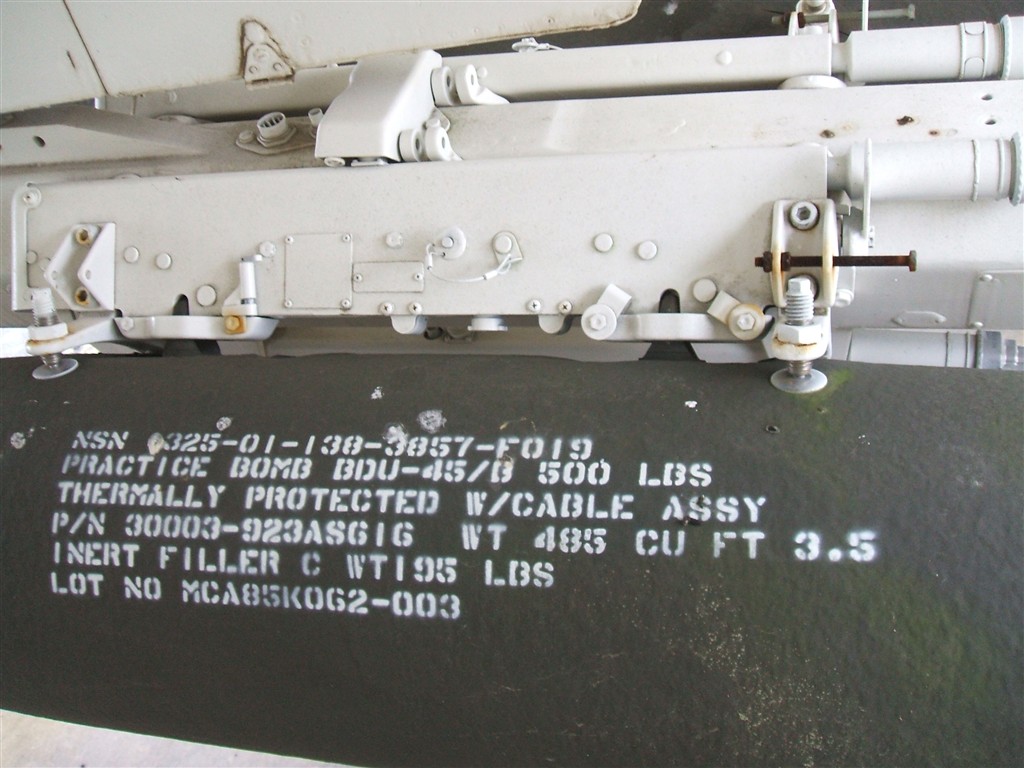 NSN 1325-01-138-3857-F019
PRACTICE BOMB BDU-45/B 500 LBS
THERMALLY PROTECTED W/CABLE ASSY
P/N 30003-923AS616 WT 485 CU FT 3.5
INERT FILLER C WT195 LBS
LOT NO MCA85K062-003